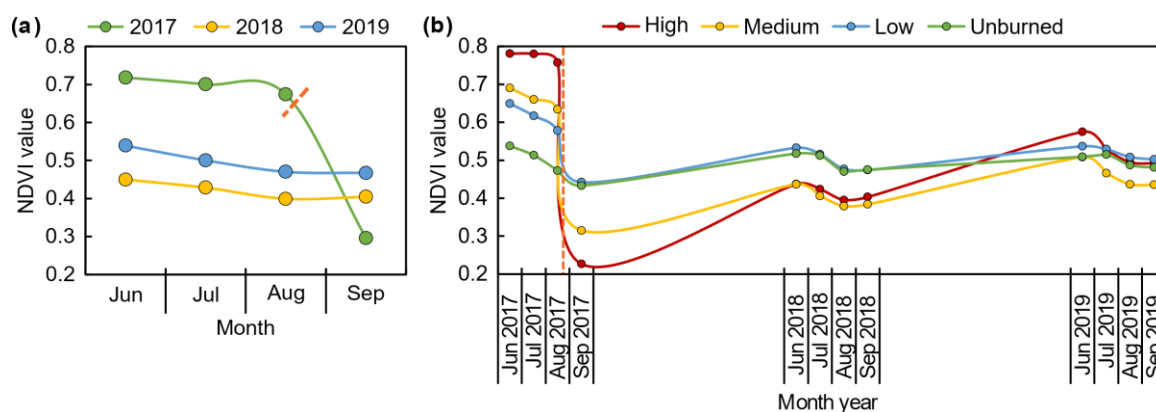 (a) 2017 2018 2019
0.8
0.7
0.6
0.5
0.4
0.3
0.2
NDVI value
Jun Jul Aug Sep
Month
(b) High Medium Low Unburned
0.8
0.7
0.6
0.5
0.4
0.3
0.2
NDVI value
Jun 2017
Jul 2017
Aug 2017
Sep 2017
Jun 2018
Jul 2018
Aug 2018
Sep 2018
Jun 2019
Jul 2019
Aug 2019
Sep 2019
Month year